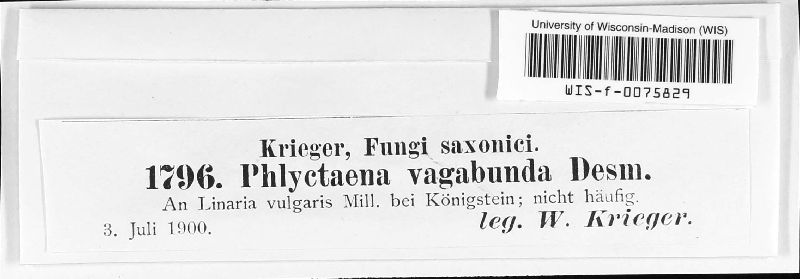 University of Wisconsin-Madison (WIS)
WIS-f-0075829
Krieger, Fungi saxonici.
1796. Phlyctaena vagabunda Desm.
An Linaria vulgaris Mill. bei Königstein; nicht häufig.
3. Juli 1900. leg. W. Krieger.